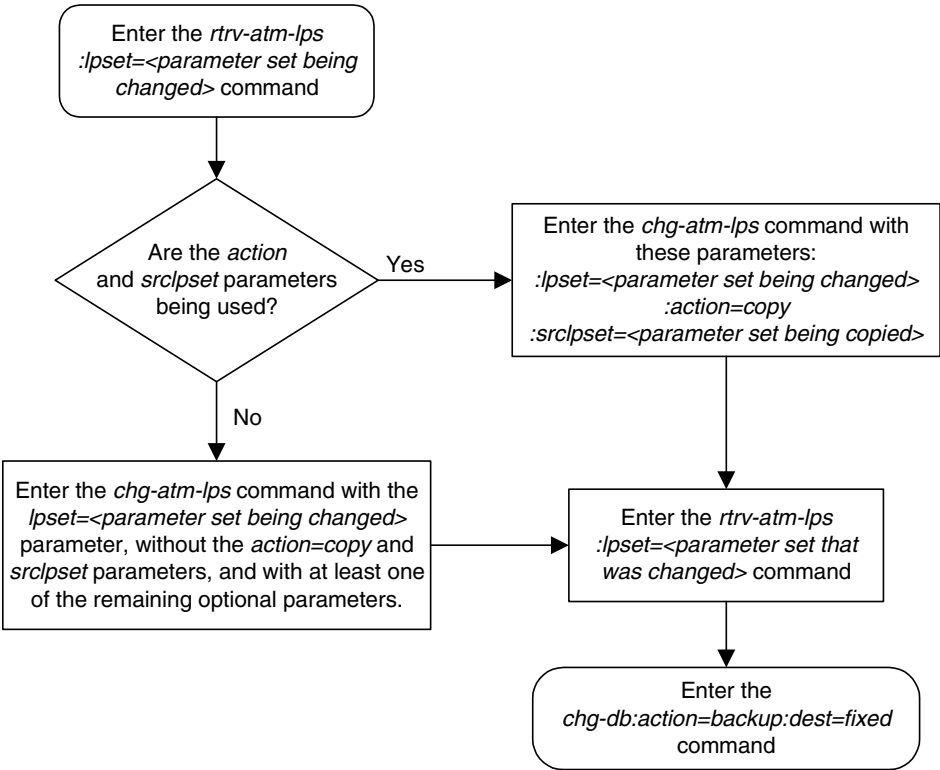 Enter the rtrv-atm-lps
:lpset=<parameter set being
changed> command
Are the action
and srclpset parameters
being used?
Yes
Enter the chg-atm-lps command with
these parameters:
:lpset=<parameter set being changed>
:action=copy
:srclpset=<parameter set being copied>
No
Enter the chg-atm-lps command with the
lpset=<parameter set being changed>
parameter, without the action=copy and
srclpset parameters, and with at least one
of the remaining optional parameters.
Enter the rtrv-atm-lps
:lpset=<parameter set that
was changed> command
Enter the
chg-db:action=backup:dest=fixed
command